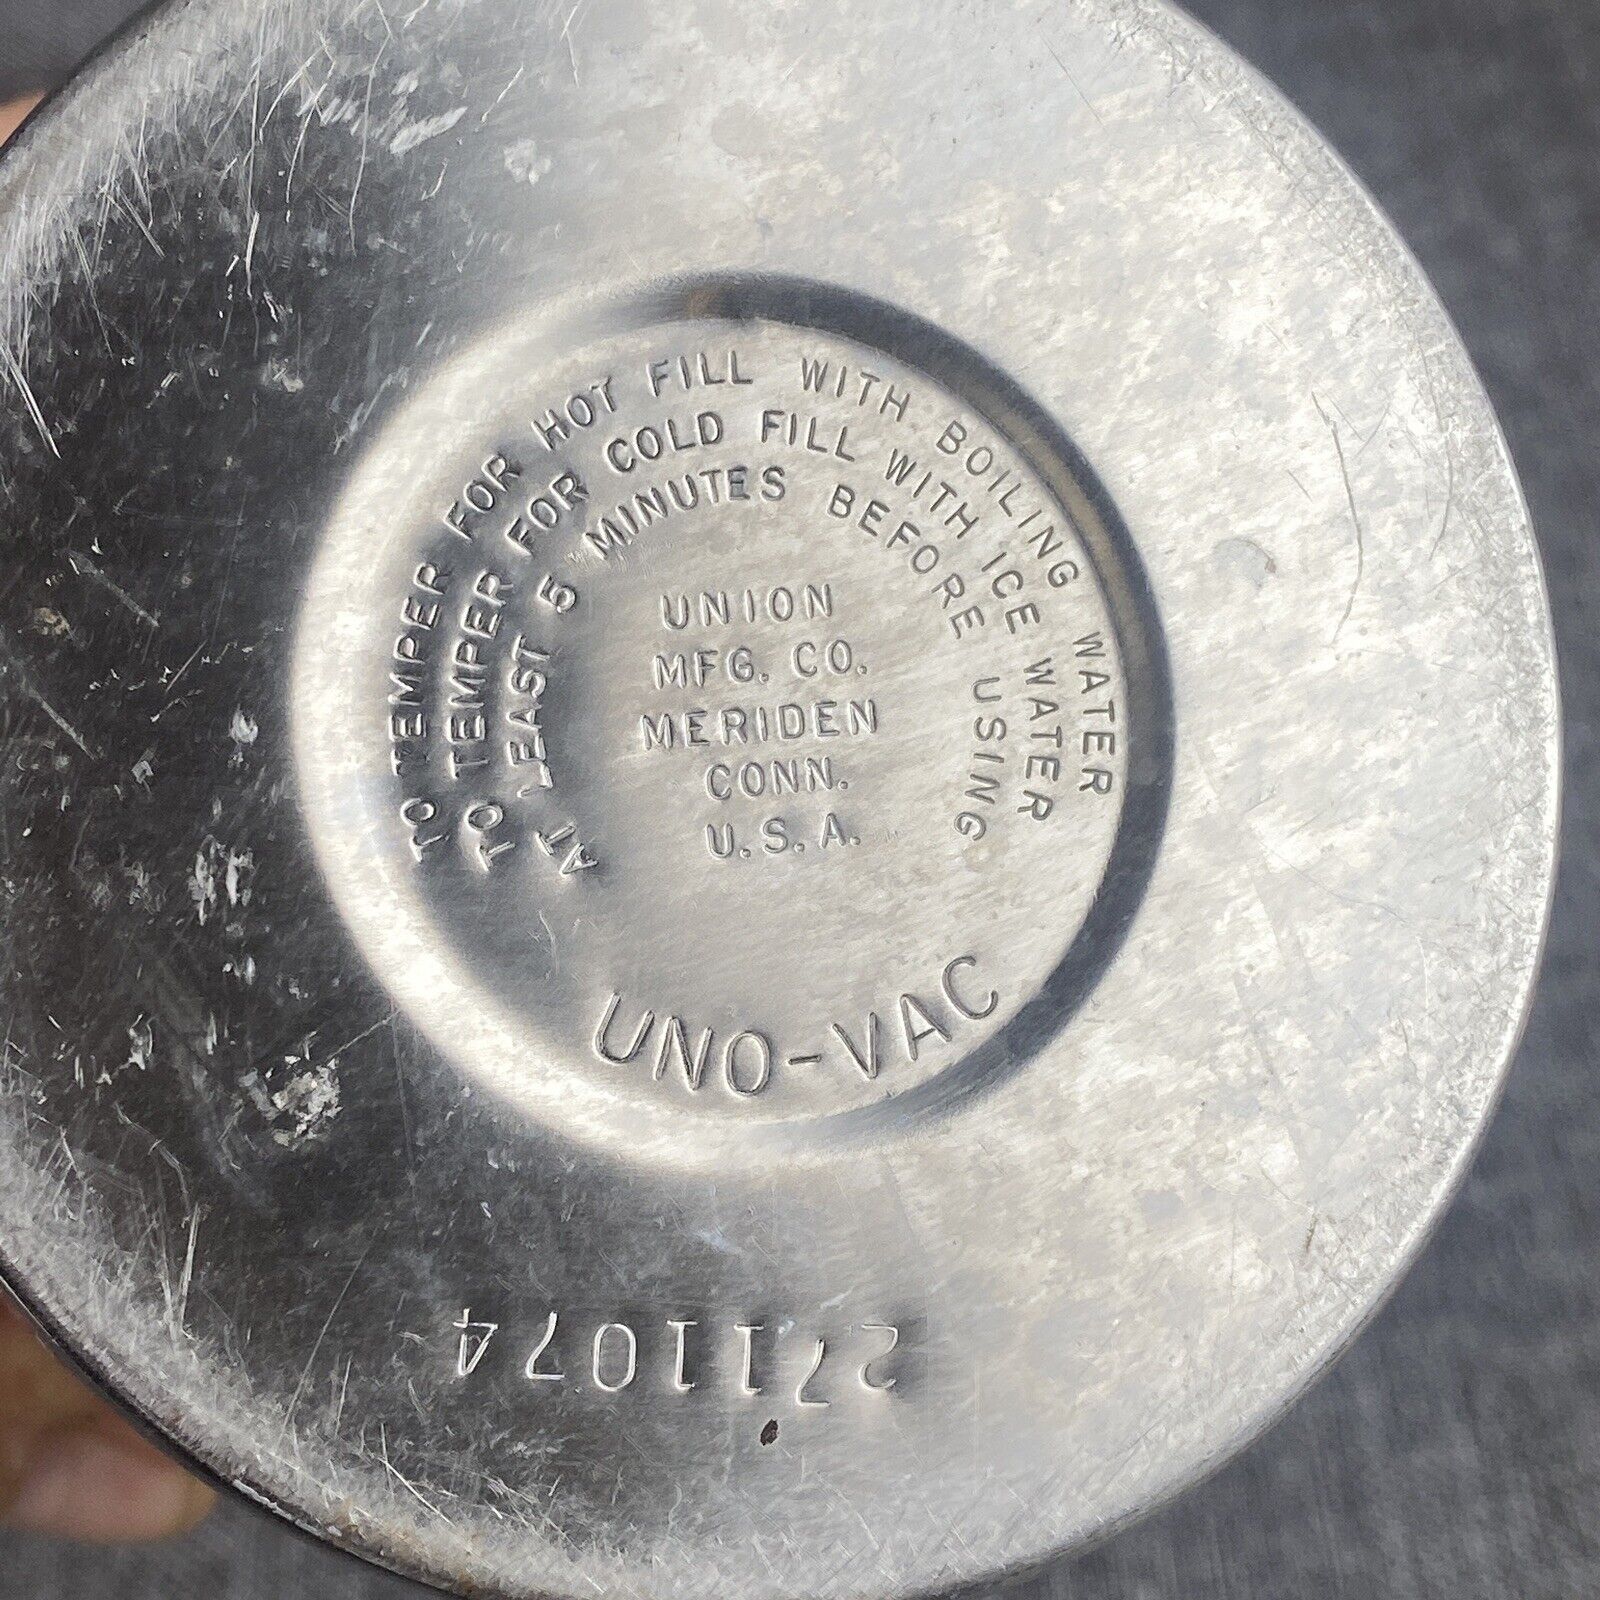 TO TEMPER FOR HOT FILL WITH BOILING WATER
TO TEMPER FOR COLD FILL WITH ICE WATER
AT LEAST 5 MINUTES BEFORE USING
UNION
MFG. CO.
MERIDEN
CONN.
U.S.A.
UNO-VAC
2711074